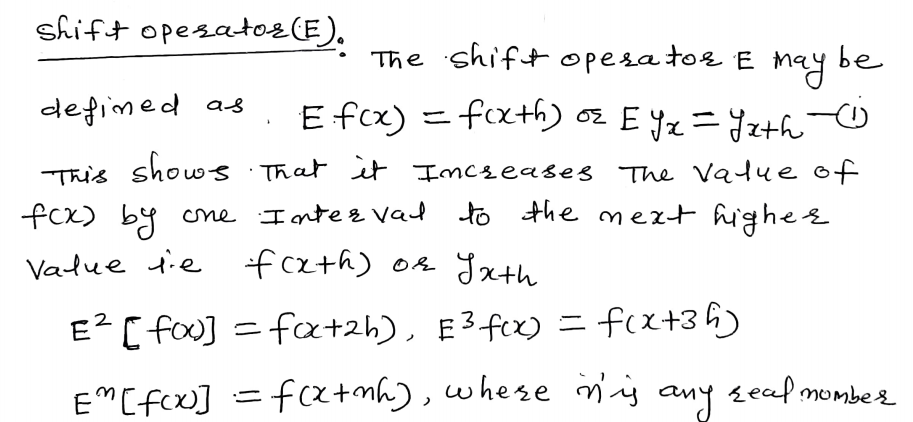 Shift operator (E).
The shift operator E may be
defined as E f(x) = f(x+h) or E yₓ = yₓ₊ₕ —(1)
This shows That it Increases The Value of
f(x) by one Interval to the next higher
Value i.e f(x+h) or yₓ₊ₕ
E² [f(x)] = f(x+2h), E³ f(x) = f(x+3h)
Eⁿ [f(x)] = f(x+nh), where 'n' is any real number